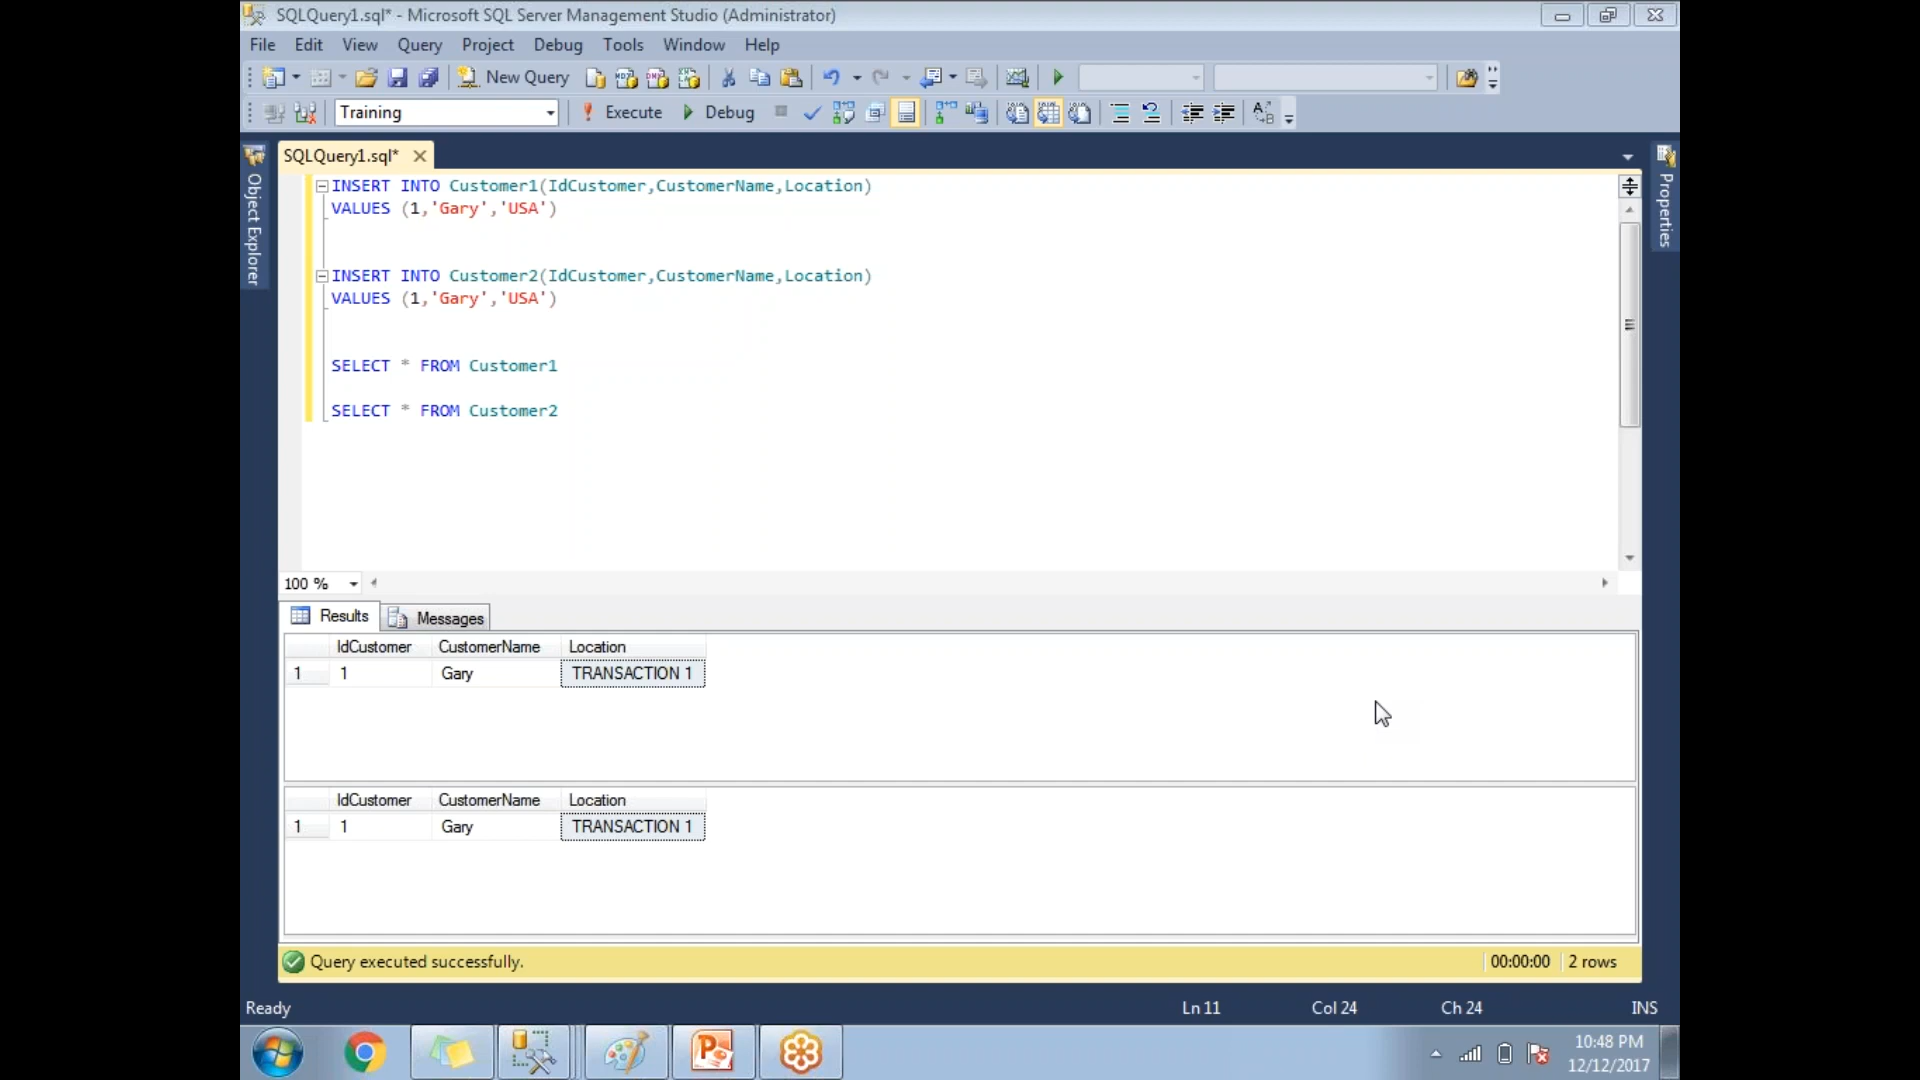 SQLQuery1.sql* - Microsoft SQL Server Management Studio (Administrator)
File Edit View Query Project Debug Tools Window Help
New Query
Training Execute Debug
SQLQuery1.sql*
Object Explorer
Properties
INSERT INTO Customer1(IdCustomer,CustomerName,Location)
VALUES (1,'Gary','USA')
INSERT INTO Customer2(IdCustomer,CustomerName,Location)
VALUES (1,'Gary','USA')
SELECT * FROM Customer1
SELECT * FROM Customer2
100 %
Results Messages
IdCustomer CustomerName Location
1 1 Gary TRANSACTION 1
IdCustomer CustomerName Location
1 1 Gary TRANSACTION 1
Query executed successfully. 00:00:00 2 rows
Ready Ln 11 Col 24 Ch 24 INS
10:48 PM
12/12/2017